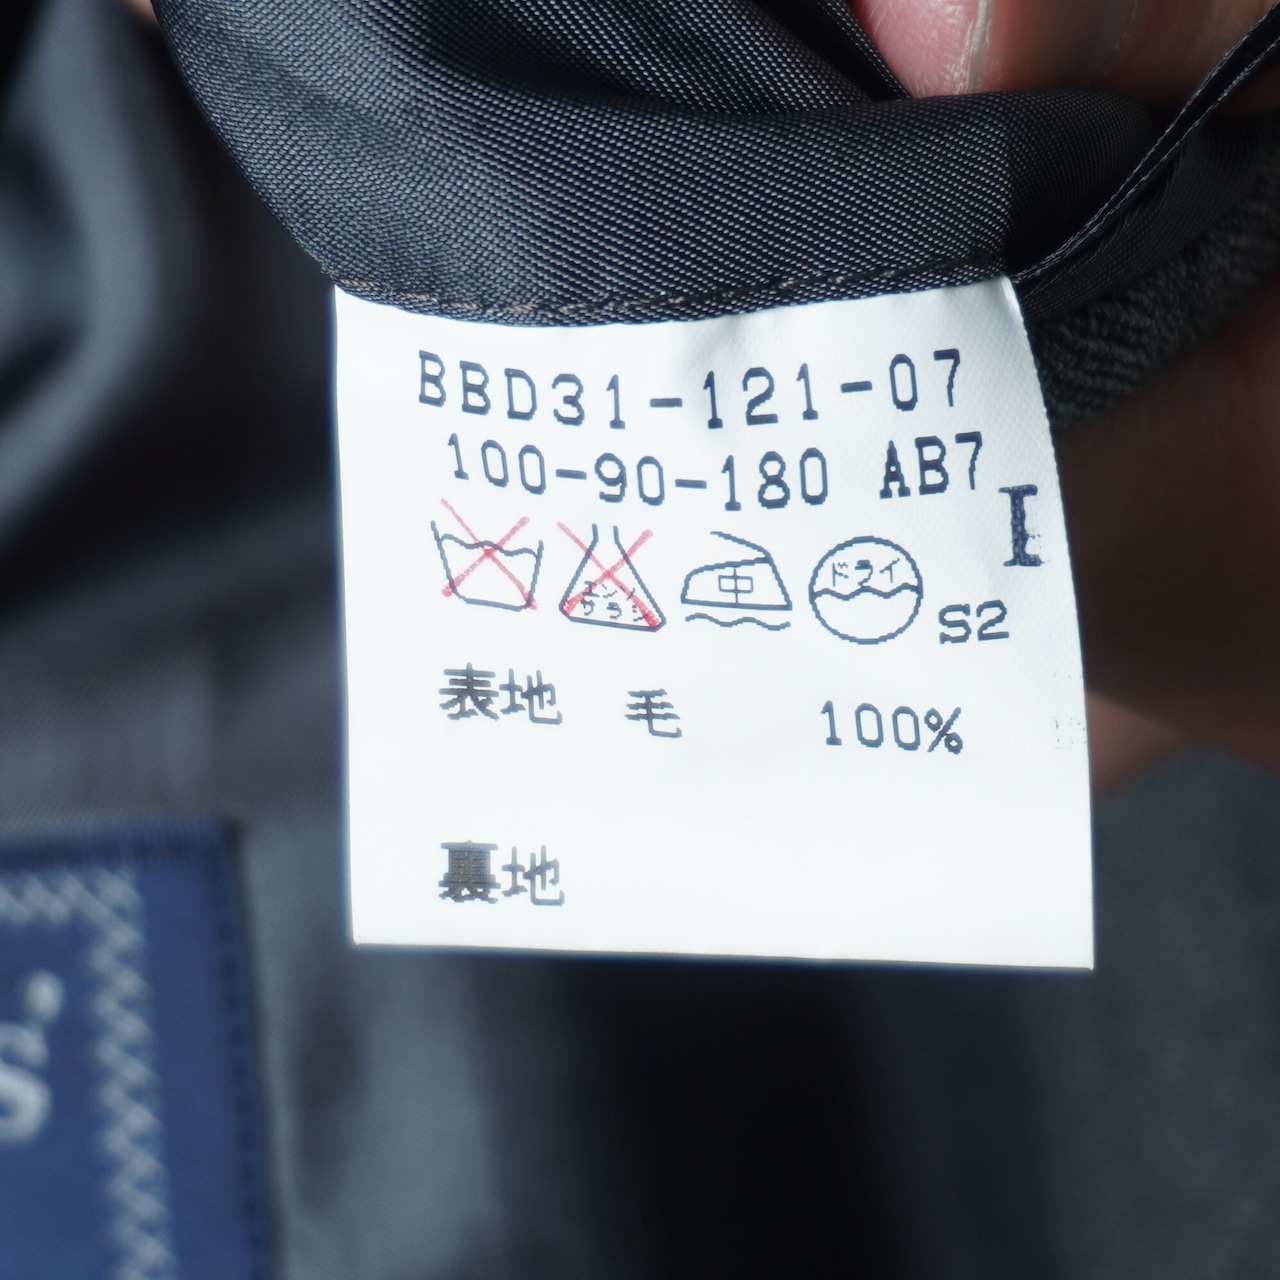 BBD31-121-07
100-90-180 AB7
エンソ
サラシ
中
ドライ
S2
表地 毛 100%
裏地
s.